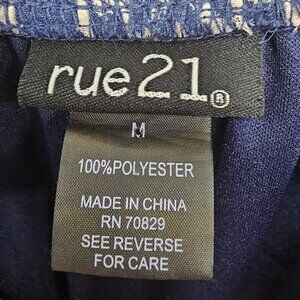 rue21®
M
100%POLYESTER
MADE IN CHINA
RN 70829
SEE REVERSE
FOR CARE